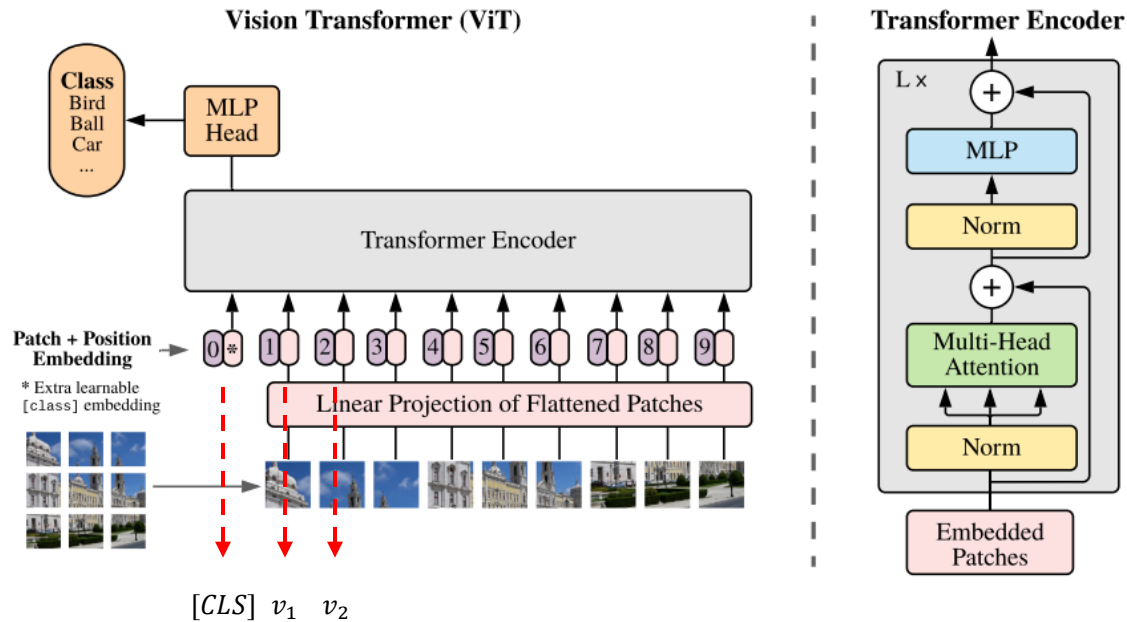 Vision Transformer (ViT)
Class
Bird
Ball
Car
...
MLP
Head
Transformer Encoder
Patch + Position
Embedding
* Extra learnable
[class] embedding
0 * 1 2 3 4 5 6 7 8 9
Linear Projection of Flattened Patches
[CLS] v₁ v₂
Transformer Encoder
L ×
+
MLP
Norm
+
Multi-Head
Attention
Norm
Embedded
Patches